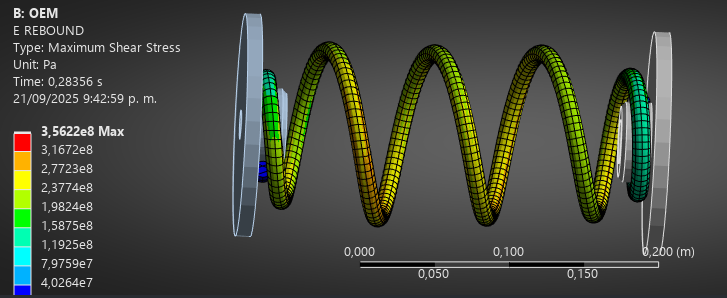 B: OEM
E REBOUND
Type: Maximum Shear Stress
Unit: Pa
Time: 0,28356 s
21/09/2025 9:42:59 p. m.
3,5622e8 Max
3,1672e8
2,7723e8
2,3774e8
1,9824e8
1,5875e8
1,1925e8
7,9759e7
4,0264e7
0,000 0,100 0,200 (m)
0,050 0,150